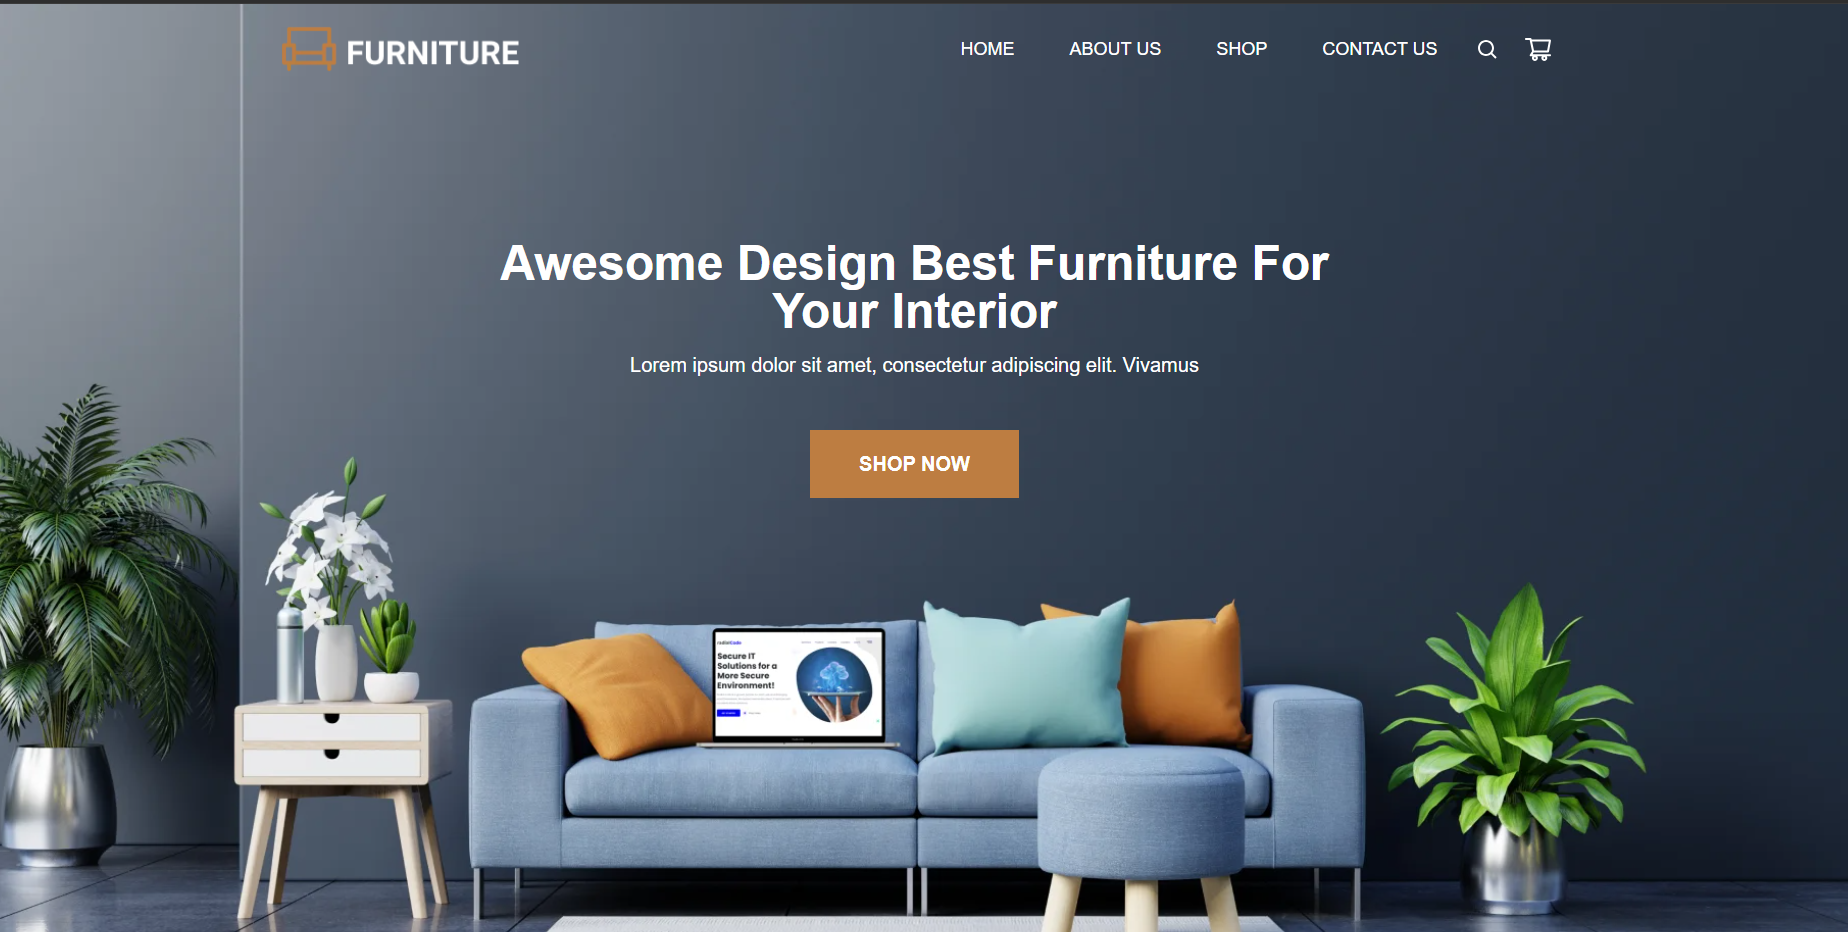 FURNITURE
HOME ABOUT US SHOP CONTACT US
Awesome Design Best Furniture For
Your Interior
Lorem ipsum dolor sit amet, consectetur adipiscing elit. Vivamus
SHOP NOW
Secure IT
Solutions for a
More Secure
Environment!